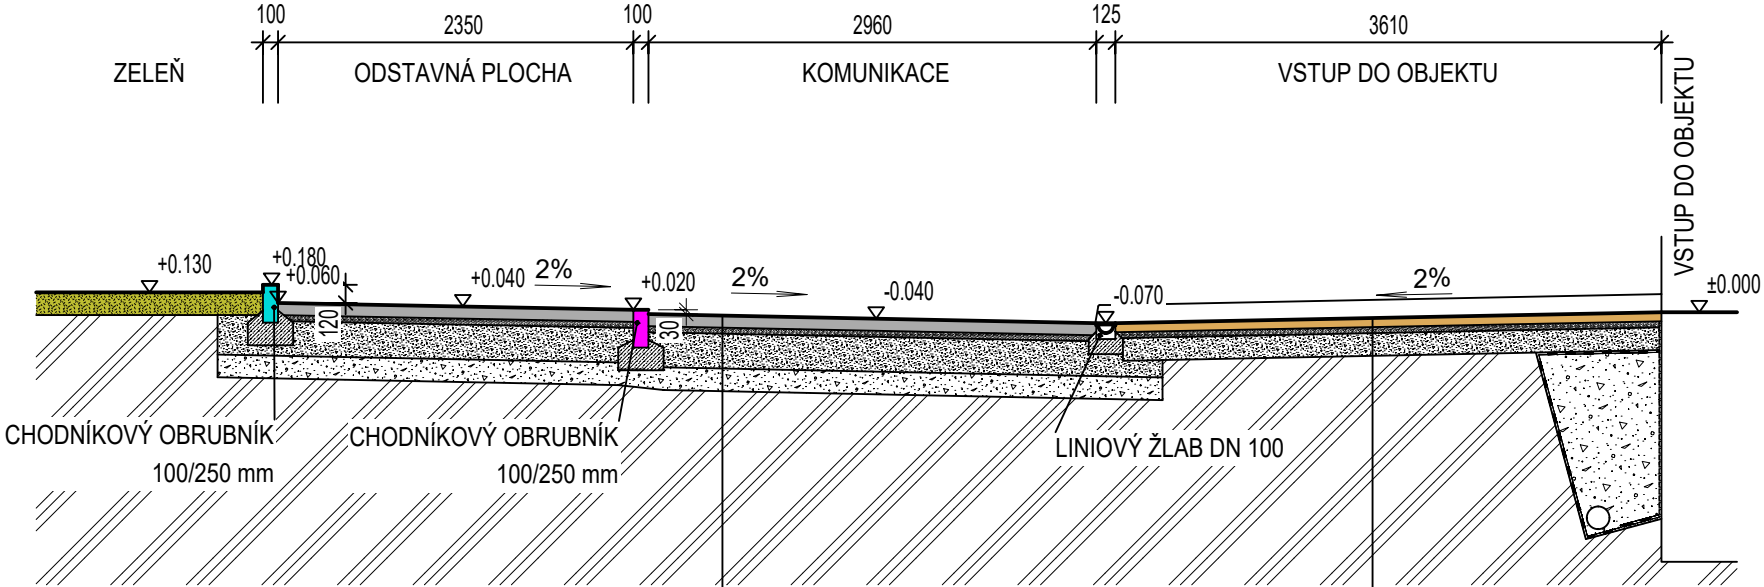 100
2350
100
2960
125
3610
ZELEŇ
ODSTAVNÁ PLOCHA
KOMUNIKACE
VSTUP DO OBJEKTU
VSTUP DO OBJEKTU
+0.130
+0.180
+0.060
+0.040
2%
+0.020
2%
-0.040
-0.070
2%
±0.000
120
30
CHODNÍKOVÝ OBRUBNÍK
100/250 mm
CHODNÍKOVÝ OBRUBNÍK
100/250 mm
LINIOVÝ ŽLAB DN 100